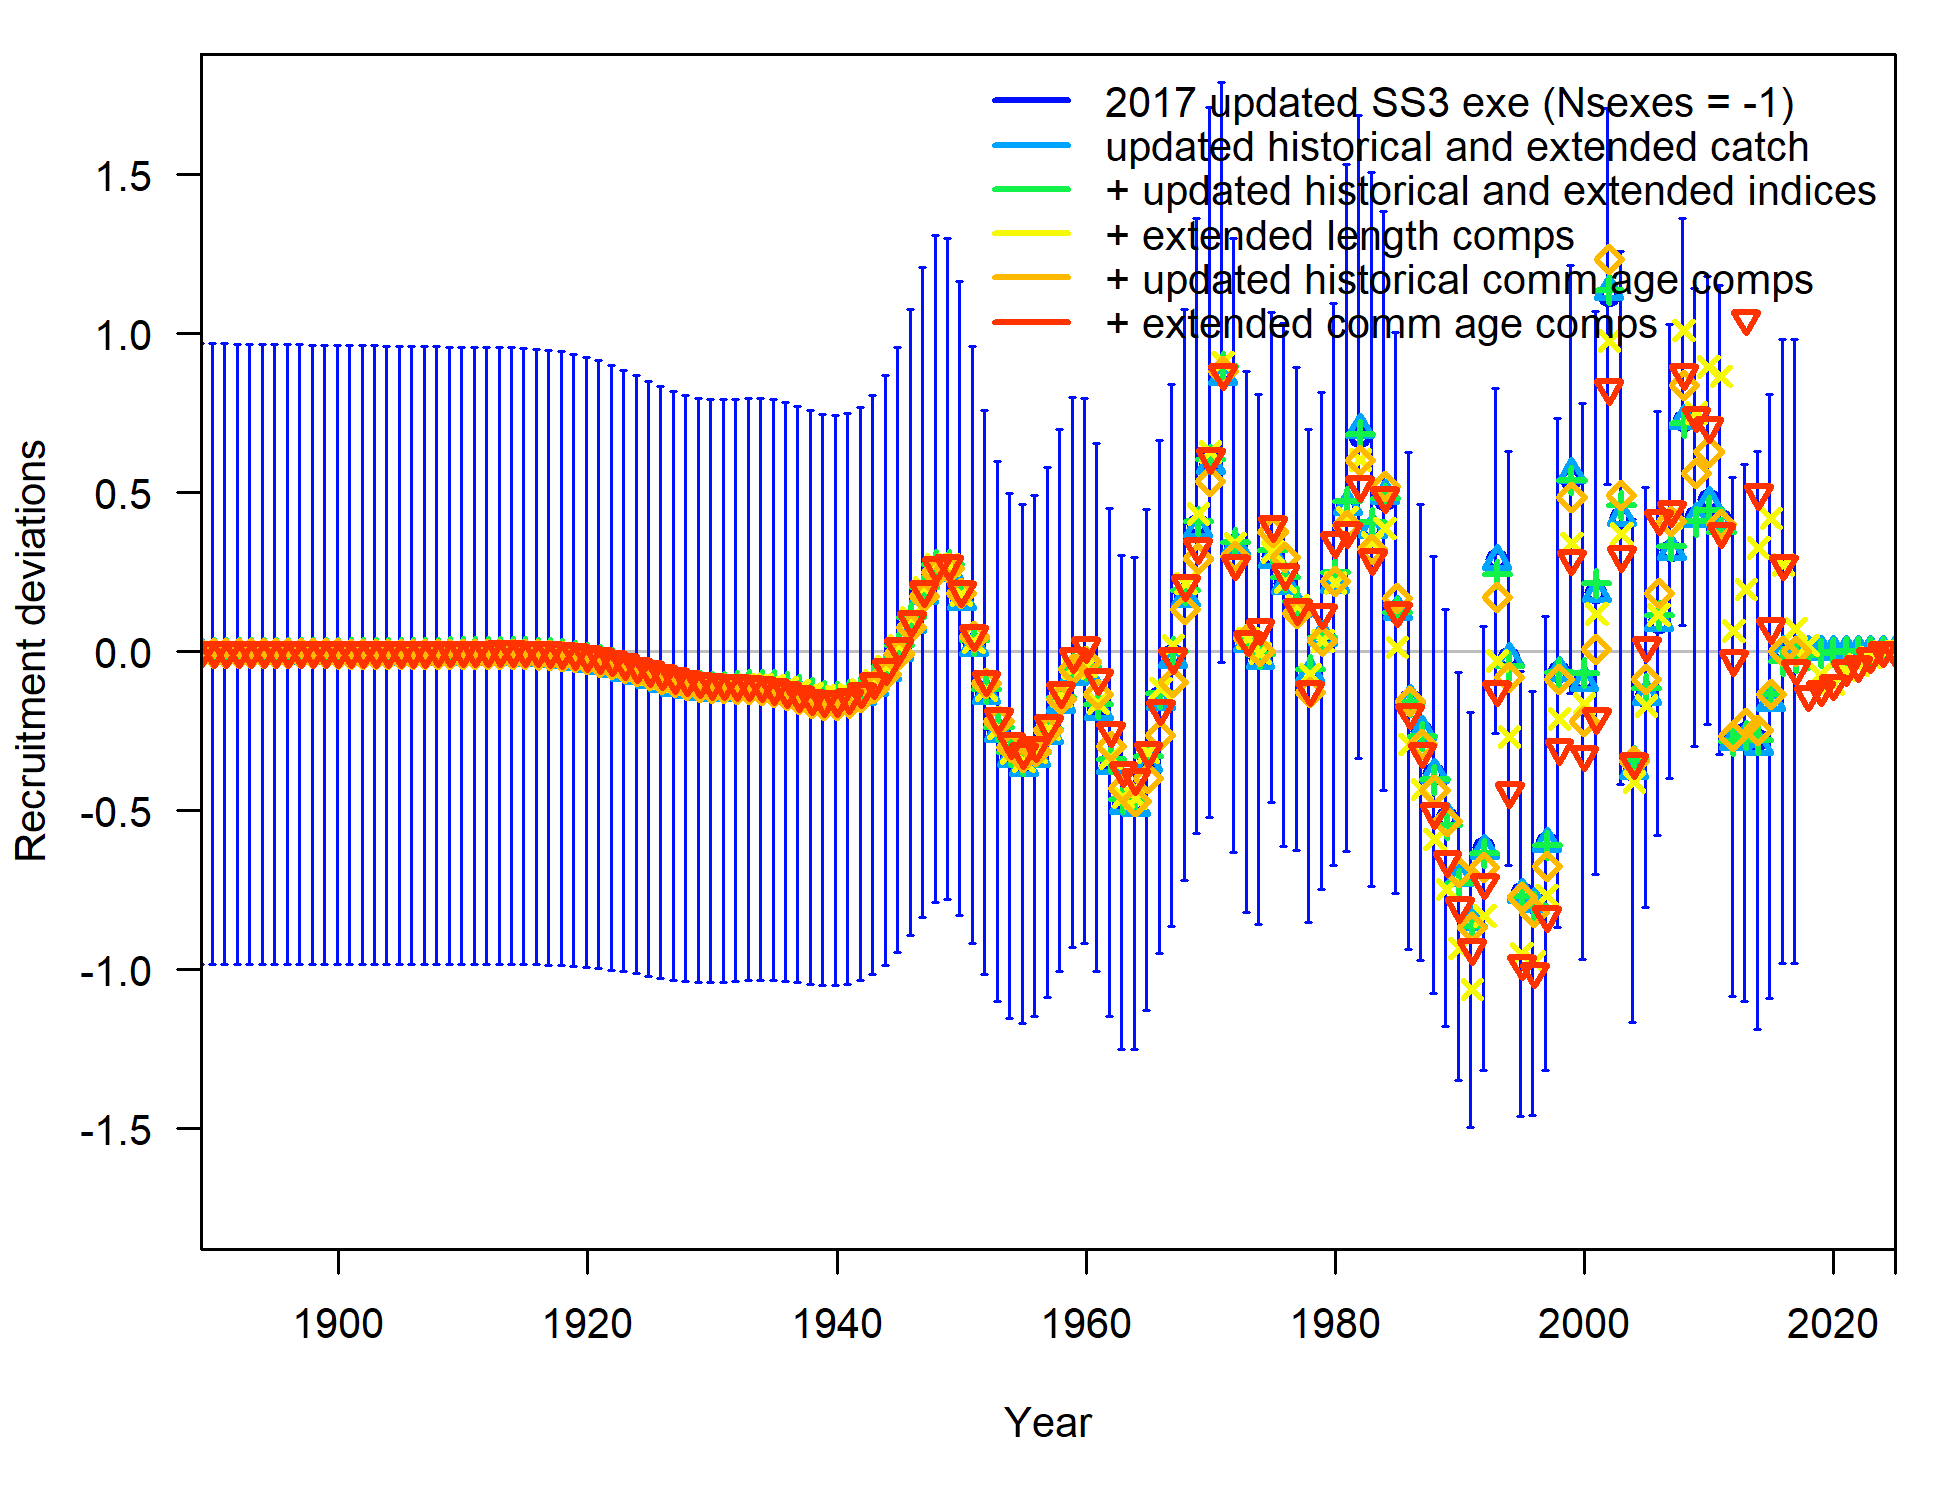 2017 updated SS3 exe (Nsexes = -1)
updated historical and extended catch
+ updated historical and extended indices
+ extended length comps
+ updated historical comm age comps
+ extended comm age comps
1.5
1.0
0.5
0.0
-0.5
-1.0
-1.5
Recruitment deviations
1900
1920
1940
1960
1980
2000
2020
Year